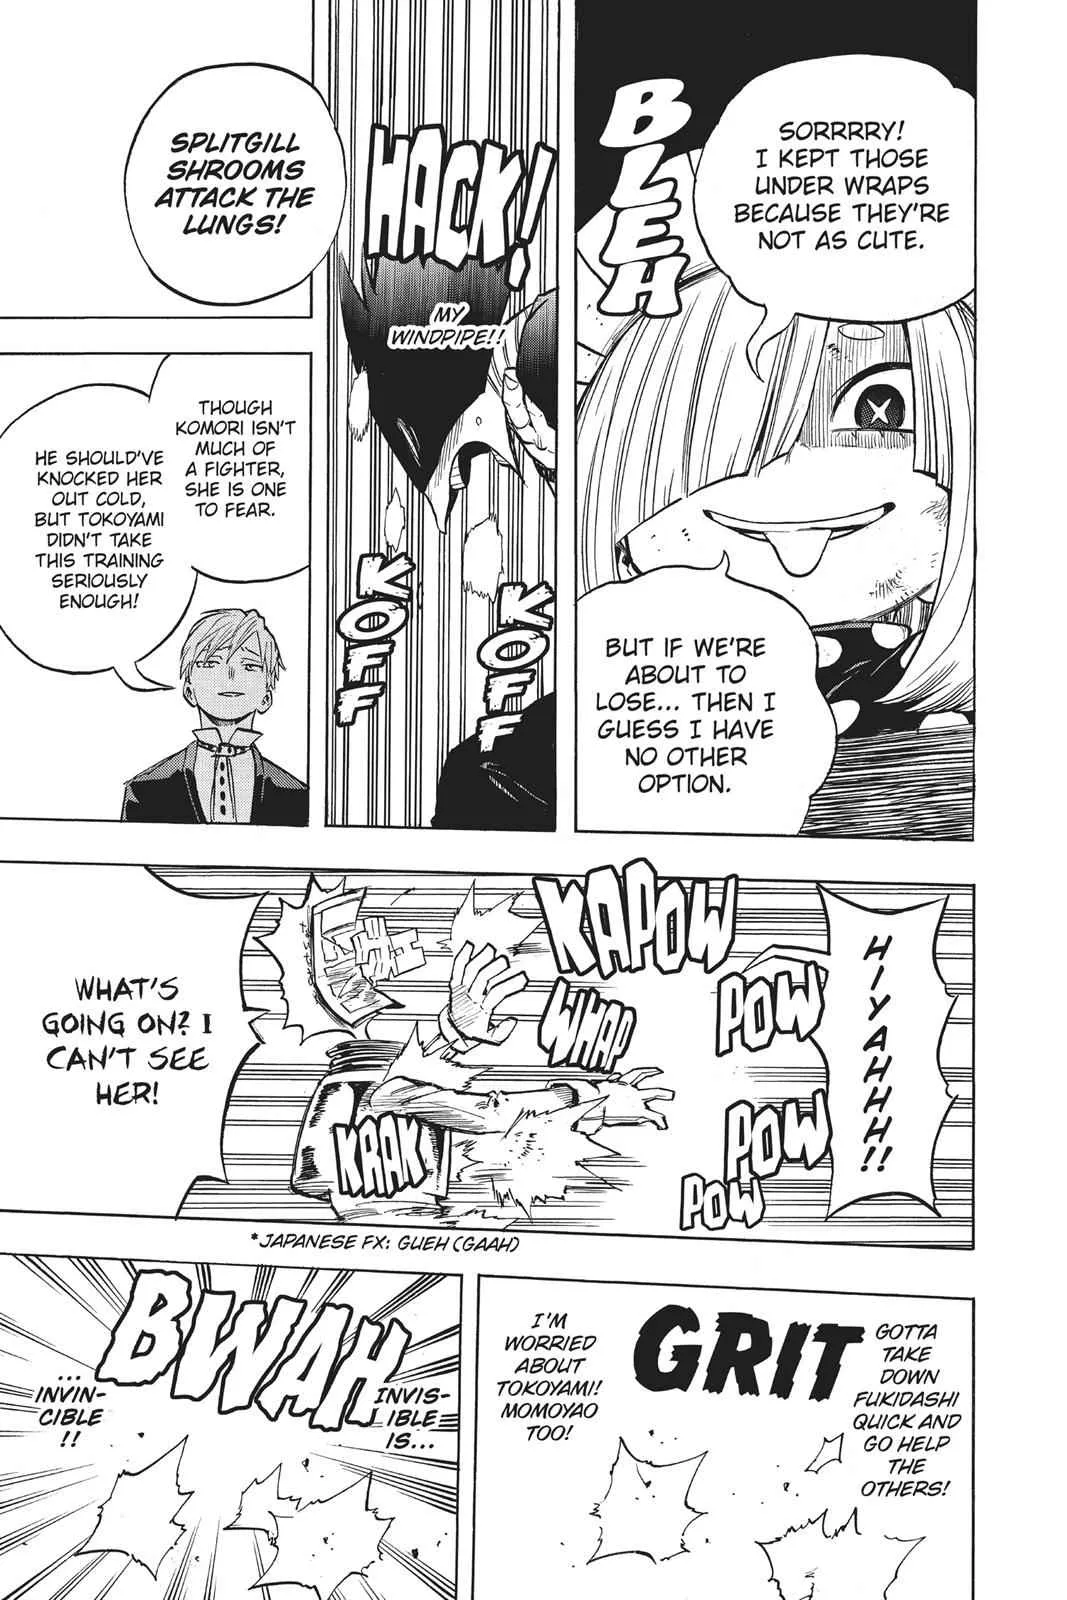 SORRRRY!
I KEPT THOSE
UNDER WRAPS
BECAUSE THEY'RE
NOT AS CUTE.
BLEH
BUT IF WE'RE
ABOUT TO
LOSE... THEN I
GUESS I HAVE
NO OTHER
OPTION.
HACK!
MY
WINDPIPE!!
KOFF
KOFF
SPLITGILL
SHROOMS
ATTACK THE
LUNGS!
THOUGH
KOMORI ISN'T
MUCH OF
A FIGHTER,
SHE IS ONE
TO FEAR.
HE SHOULD'VE
KNOCKED HER
OUT COLD,
BUT TOKOYAMI
DIDN'T TAKE
THIS TRAINING
SERIOUSLY
ENOUGH!
HIYAHHH!!
KAPOW
POW
WHAP
POW
POW
KRAK
WHAT'S
GOING ON? I
CAN'T SEE
HER!
*JAPANESE FX: GUEH (GAAH)
GOTTA
TAKE
DOWN
FUKIDASHI
QUICK AND
GO HELP
THE
OTHERS!
GRIT
I'M
WORRIED
ABOUT
TOKOYAMI!
MOMOYAO
TOO!
BWAH
INVIS-
IBLE
IS...
...
INVIN-
CIBLE
!!